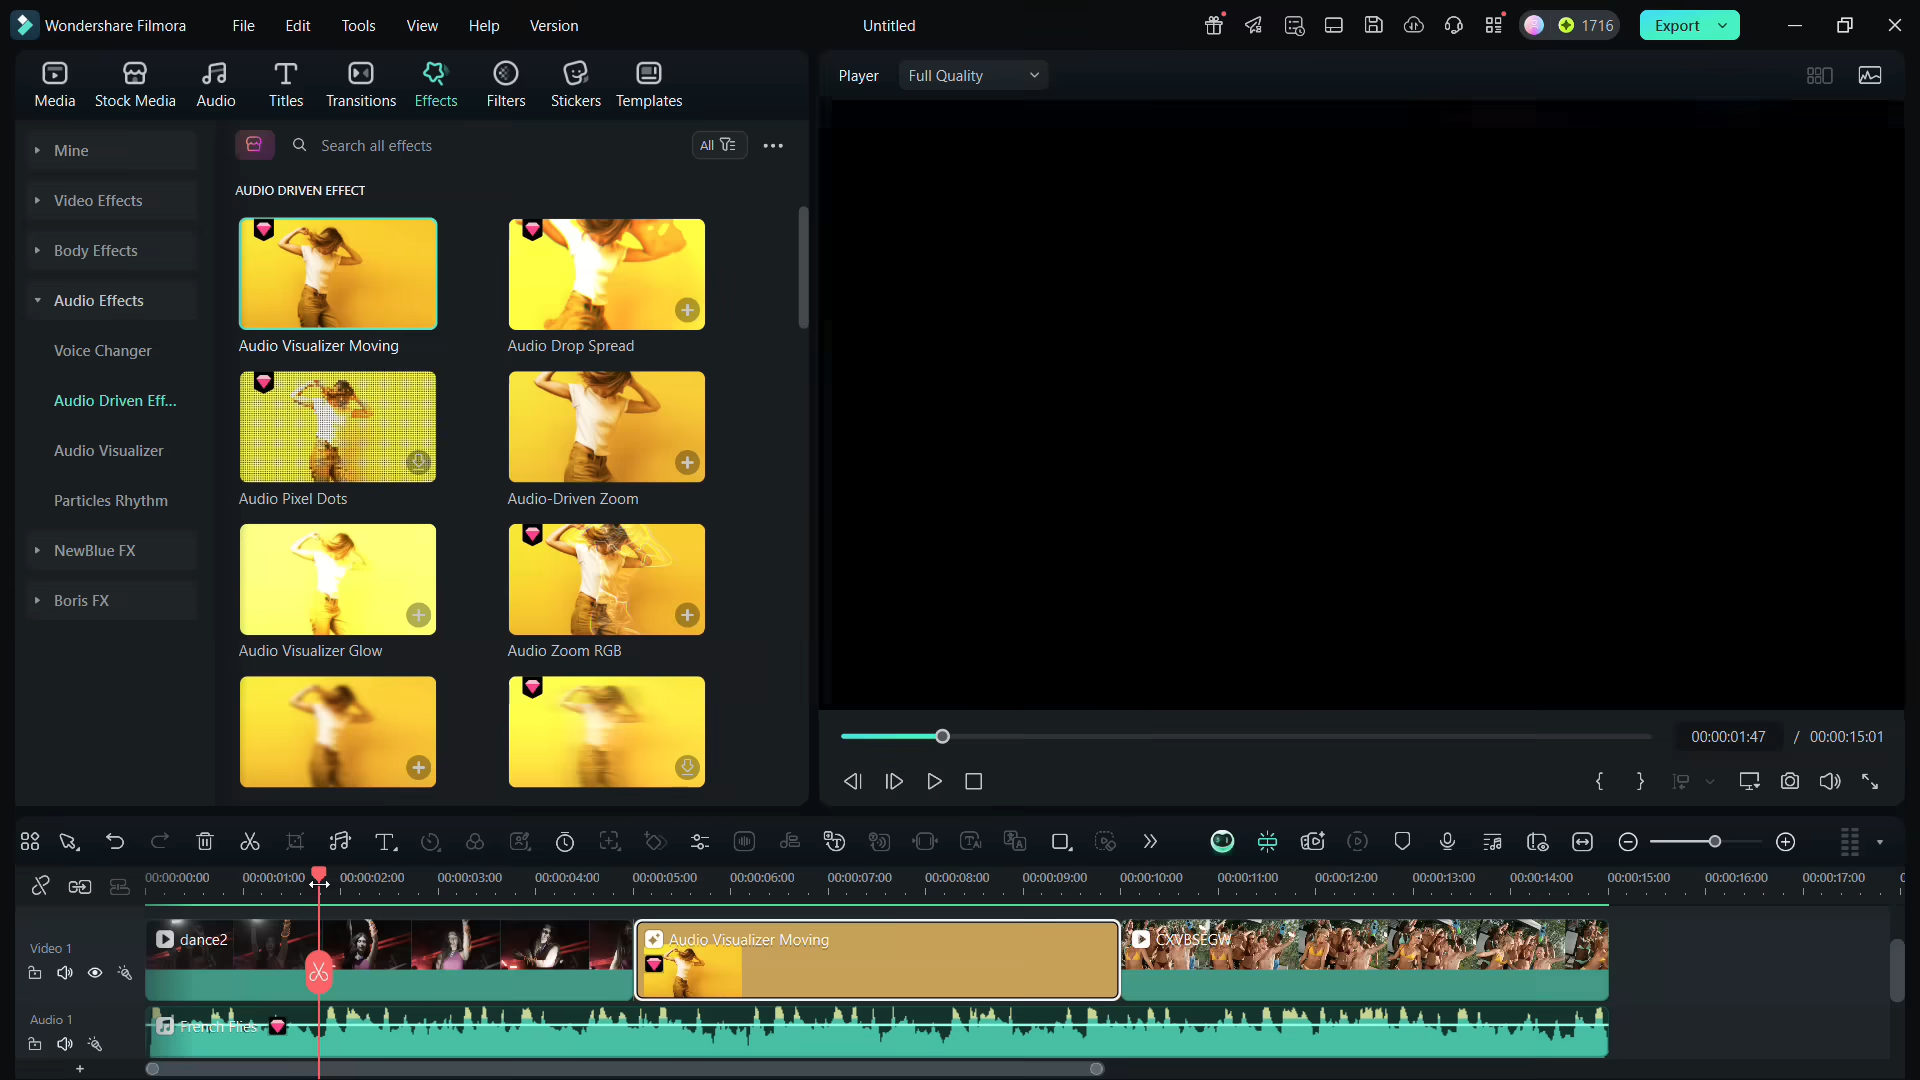 Wondershare Filmora
File
Edit
Tools
View
Help
Version
Untitled
1716
Export
Media
Stock Media
Audio
Titles
Transitions
Effects
Filters
Stickers
Templates
Player
Full Quality
Mine
Video Effects
Body Effects
Audio Effects
Voice Changer
Audio Driven Eff...
Audio Visualizer
Particles Rhythm
NewBlue FX
Boris FX
Search all effects
All
AUDIO DRIVEN EFFECT
Audio Visualizer Moving
Audio Drop Spread
Audio Pixel Dots
Audio-Driven Zoom
Audio Visualizer Glow
Audio Zoom RGB
00:00:01:47 / 00:00:15:01
00:00:00:00
00:00:01:00
00:00:02:00
00:00:03:00
00:00:04:00
00:00:05:00
00:00:06:00
00:00:07:00
00:00:08:00
00:00:09:00
00:00:10:00
00:00:11:00
00:00:12:00
00:00:13:00
00:00:14:00
00:00:15:00
00:00:16:00
00:00:17:00
Video 1
dance2
Audio Visualizer Moving
CXVBSEGW
Audio 1
French Flies